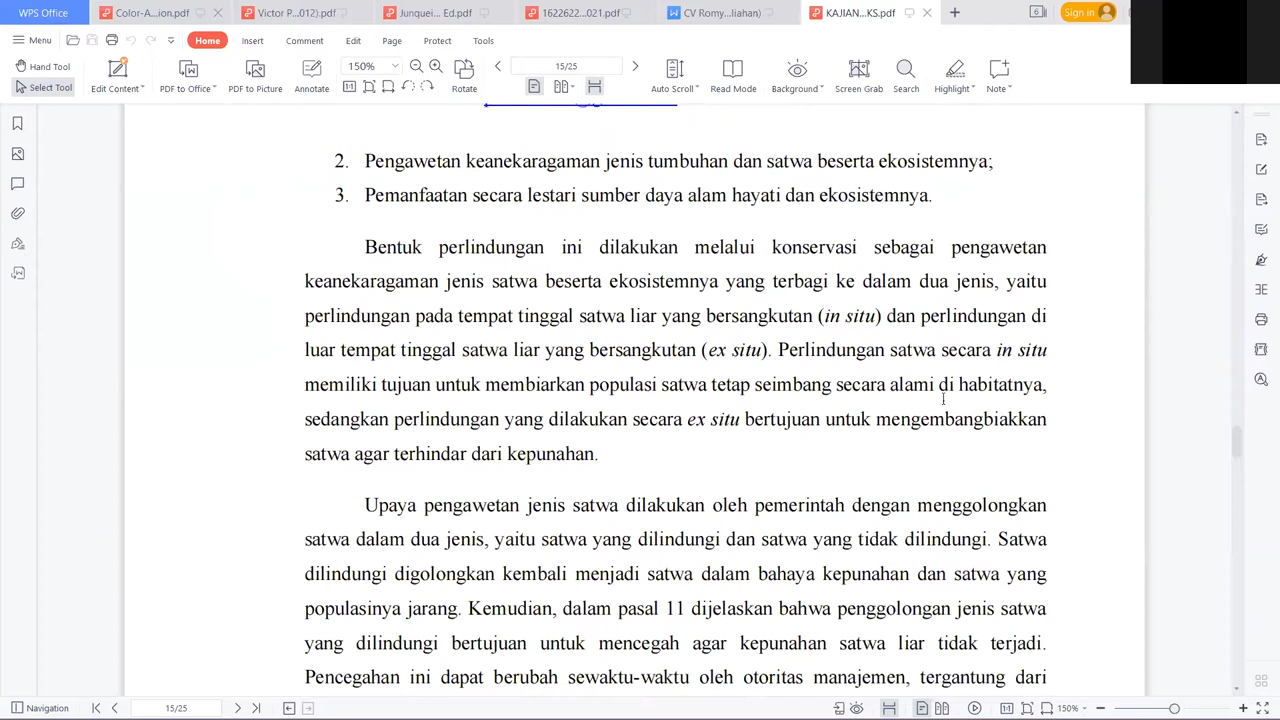 WPS Office Color-A...ion.pdf Victor P...012).pdf Junquei... Ed.pdf 1622622...021.pdf CV Romy...liahan) KAJIAN...KS.pdf 6 Sign in
Menu Home Insert Comment Edit Page Protect Tools
Hand Tool Select Tool Edit Content PDF to Office PDF to Picture Annotate 150% Rotate 15/25 Auto Scroll Read Mode Background Screen Grab Search Highlight Note
2. Pengawetan keanekaragaman jenis tumbuhan dan satwa beserta ekosistemnya;
3. Pemanfaatan secara lestari sumber daya alam hayati dan ekosistemnya.
Bentuk perlindungan ini dilakukan melalui konservasi sebagai pengawetan
keanekaragaman jenis satwa beserta ekosistemnya yang terbagi ke dalam dua jenis, yaitu
perlindungan pada tempat tinggal satwa liar yang bersangkutan (in situ) dan perlindungan di
luar tempat tinggal satwa liar yang bersangkutan (ex situ). Perlindungan satwa secara in situ
memiliki tujuan untuk membiarkan populasi satwa tetap seimbang secara alami di habitatnya,
sedangkan perlindungan yang dilakukan secara ex situ bertujuan untuk mengembangbiakkan
satwa agar terhindar dari kepunahan.
Upaya pengawetan jenis satwa dilakukan oleh pemerintah dengan menggolongkan
satwa dalam dua jenis, yaitu satwa yang dilindungi dan satwa yang tidak dilindungi. Satwa
dilindungi digolongkan kembali menjadi satwa dalam bahaya kepunahan dan satwa yang
populasinya jarang. Kemudian, dalam pasal 11 dijelaskan bahwa penggolongan jenis satwa
yang dilindungi bertujuan untuk mencegah agar kepunahan satwa liar tidak terjadi.
Pencegahan ini dapat berubah sewaktu-waktu oleh otoritas manajemen, tergantung dari
Navigation 15/25 150%